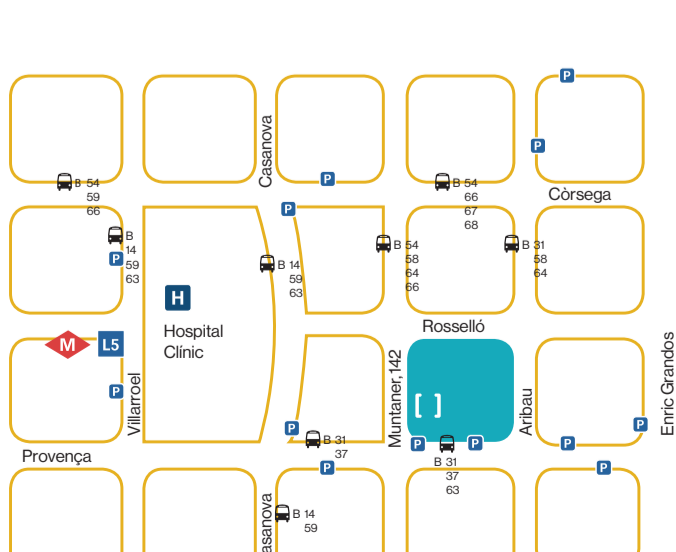 P
Casanova
P
P
B 54
59
66
B 54
66
67
68
Còrsega
P
B
14
59
63
P
B 14
59
63
B 54
58
64
66
B 31
58
64
H
Hospital
Clínic
Rosselló
M
L5
Villarroel
P
Muntaner, 142
[ ]
Aribau
Enric Grandos
P
P
B 31
37
P
P
P
P
Provença
B 31
37
63
P
P
asanova
B 14
59